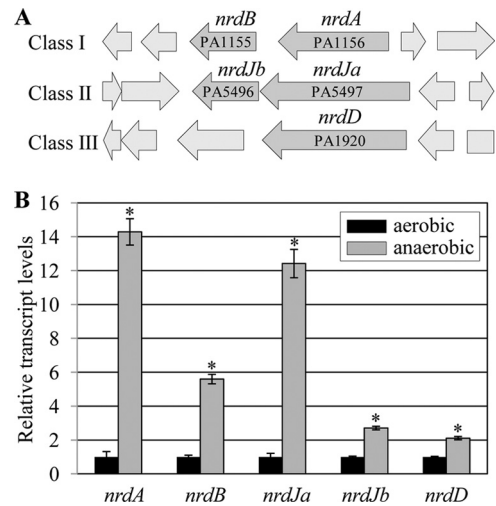 A
nrdB nrdA
Class I PA1155 PA1156
nrdJb nrdJa
Class II PA5496 PA5497
nrdD
Class III PA1920
B
Relative transcript levels
16
14
12
10
8
6
4
2
0
* * * * *
aerobic
anaerobic
nrdA nrdB nrdJa nrdJb nrdD